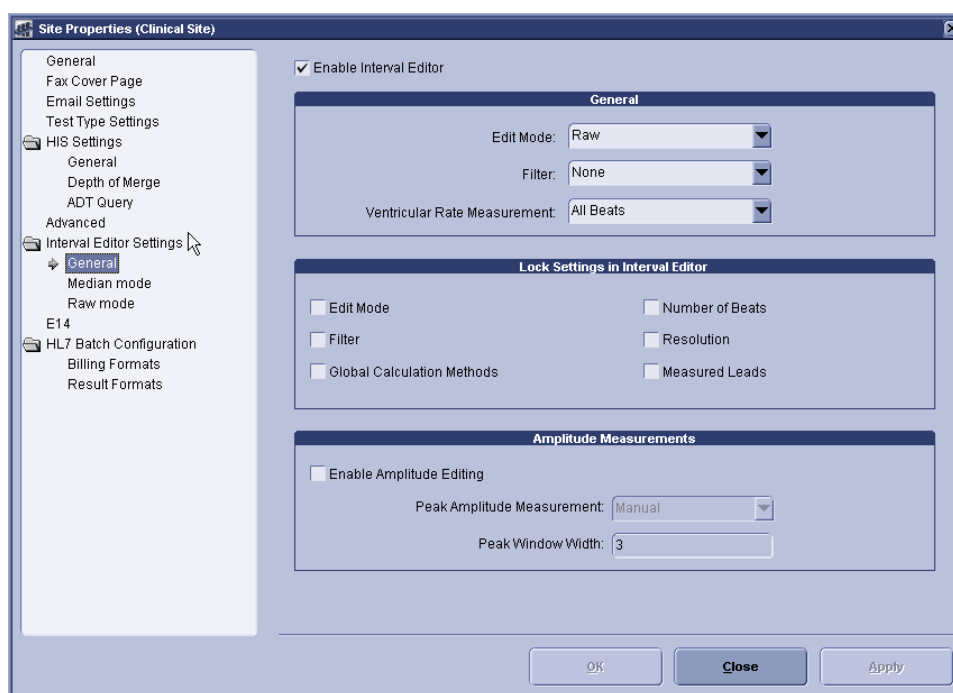 Site Properties (Clinical Site)
General
Fax Cover Page
Email Settings
Test Type Settings
HIS Settings
General
Depth of Merge
ADT Query
Advanced
Interval Editor Settings
General
Median mode
Raw mode
E14
HL7 Batch Configuration
Billing Formats
Result Formats
Enable Interval Editor
General
Edit Mode: Raw
Filter: None
Ventricular Rate Measurement: All Beats
Lock Settings in Interval Editor
Edit Mode Number of Beats
Filter Resolution
Global Calculation Methods Measured Leads
Amplitude Measurements
Enable Amplitude Editing
Peak Amplitude Measurement: Manual
Peak Window Width: 3
OK Close Apply